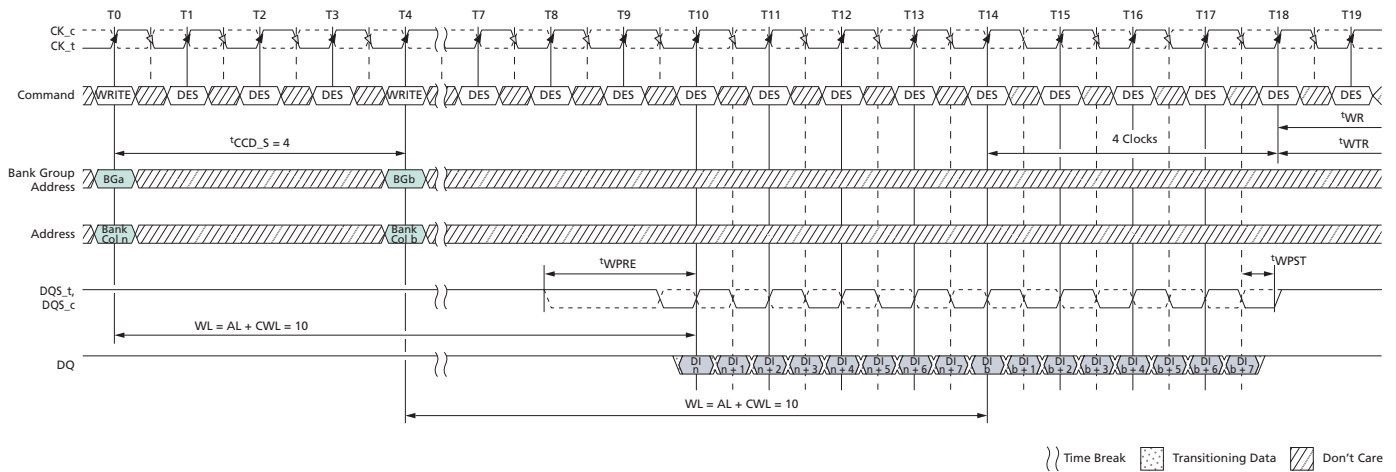 T0 T1 T2 T3 T4 T7 T8 T9 T10 T11 T12 T13 T14 T15 T16 T17 T18 T19
CK_c
CK_t
Command WRITE DES DES DES WRITE DES DES DES DES DES DES DES DES DES DES DES DES DES
tWR
tCCD_S = 4 4 Clocks tWTR
Bank Group
Address BGa BGb
Address Bank
Col n Bank
Col b
tWPRE tWPST
DQS_t,
DQS_c
WL = AL + CWL = 10
DQ DI
n DI
n + 1 DI
n + 2 DI
n + 3 DI
n + 4 DI
n + 5 DI
n + 6 DI
n + 7 DI
b DI
b + 1 DI
b + 2 DI
b + 3 DI
b + 4 DI
b + 5 DI
b + 6 DI
b + 7
WL = AL + CWL = 10
Time Break Transitioning Data Don't Care